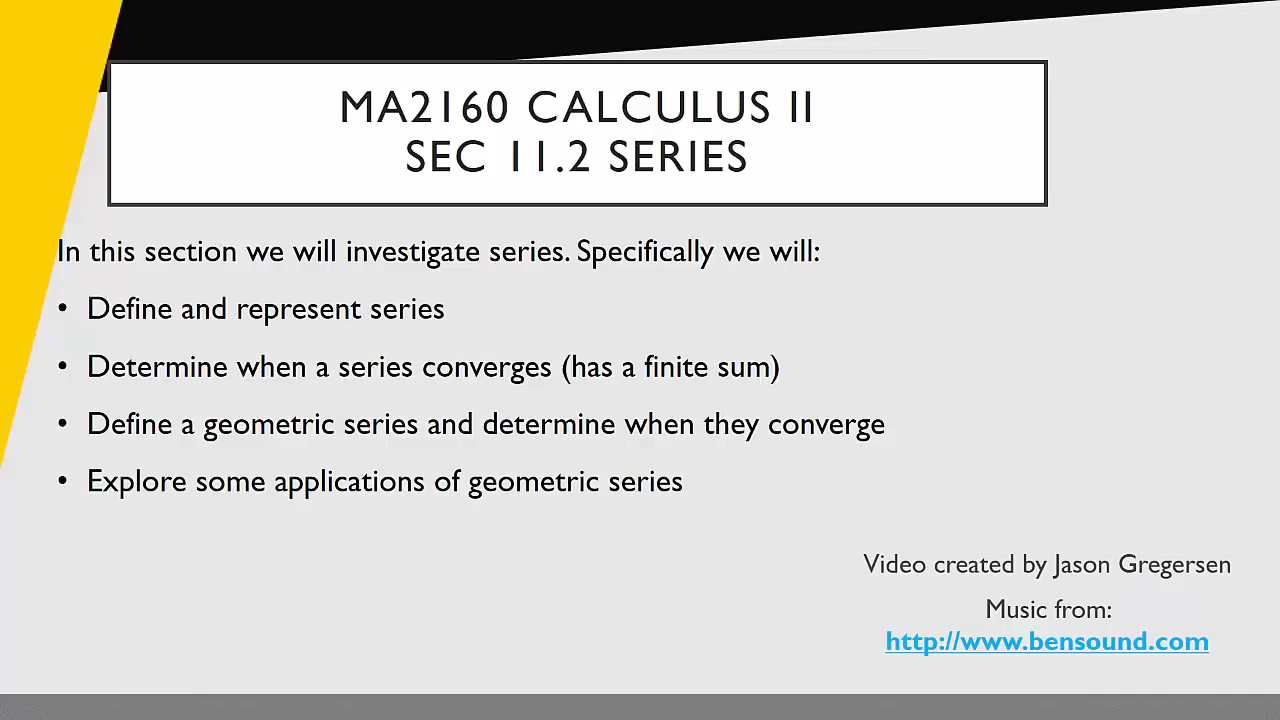 MA2160 CALCULUS II
SEC 11.2 SERIES
In this section we will investigate series. Specifically we will:
• Define and represent series
• Determine when a series converges (has a finite sum)
• Define a geometric series and determine when they converge
• Explore some applications of geometric series
Video created by Jason Gregersen
Music from:
http://www.bensound.com